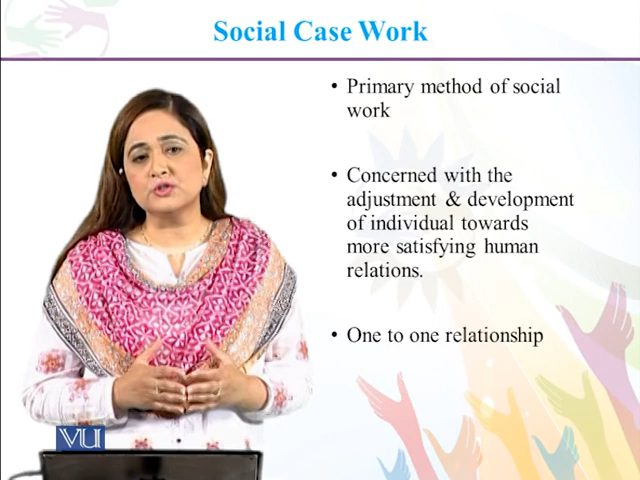 Social Case Work
• Primary method of social
work
• Concerned with the
adjustment & development
of individual towards
more satisfying human
relations.
• One to one relationship
VU